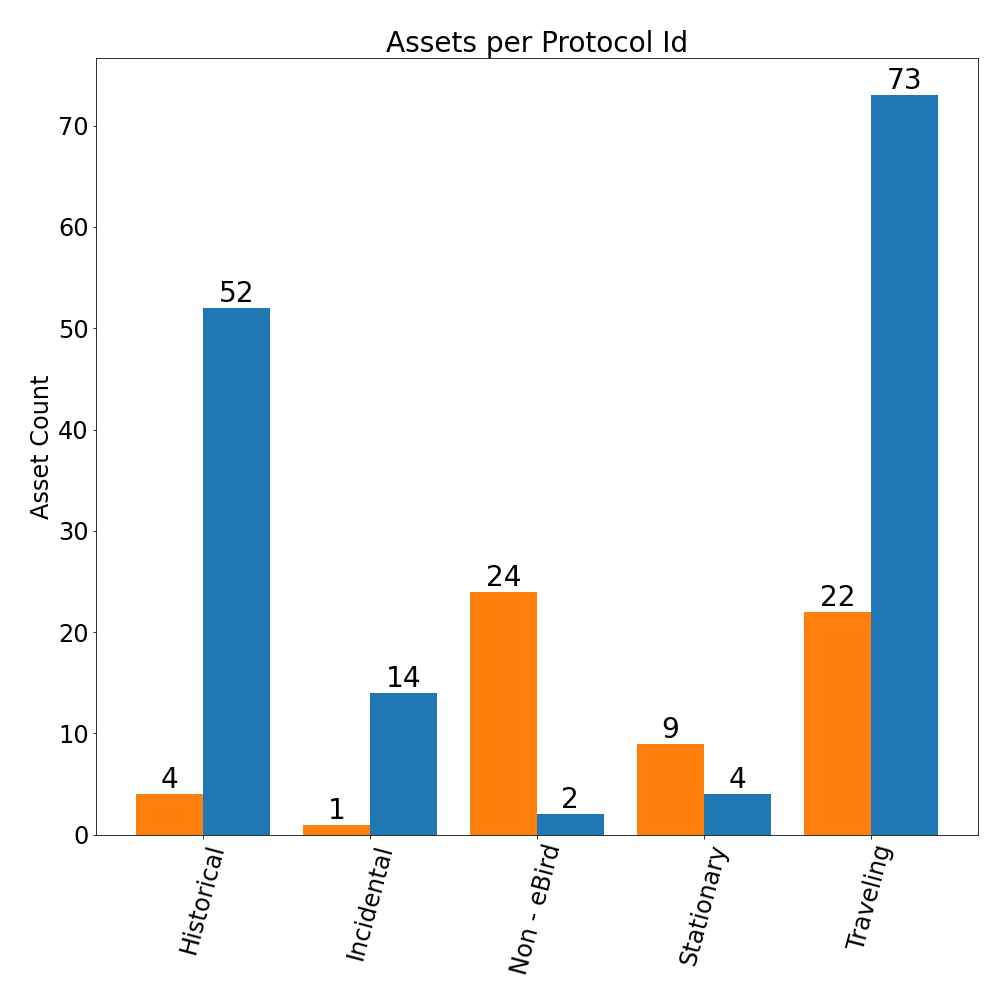 Assets per Protocol Id
Asset Count
70
60
50
40
30
20
10
0
4
52
1
14
24
2
9
4
22
73
Historical
Incidental
Non - eBird
Stationary
Traveling